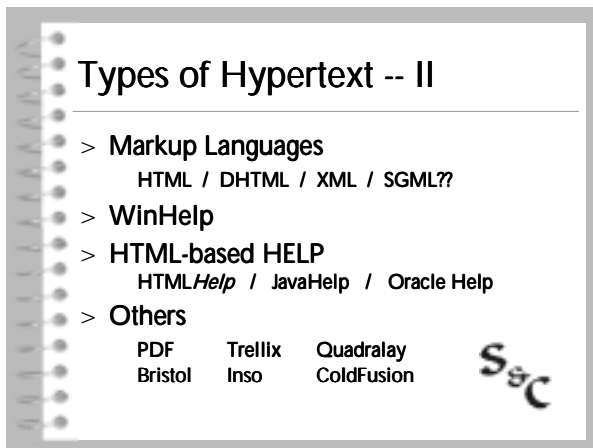 Types of Hypertext -- II
> Markup Languages
HTML / DHTML / XML / SGML??
> WinHelp
> HTML-based HELP
HTMLHelp / JavaHelp / Oracle Help
> Others
PDF Trellix Quadralay
Bristol Inso ColdFusion
S&C